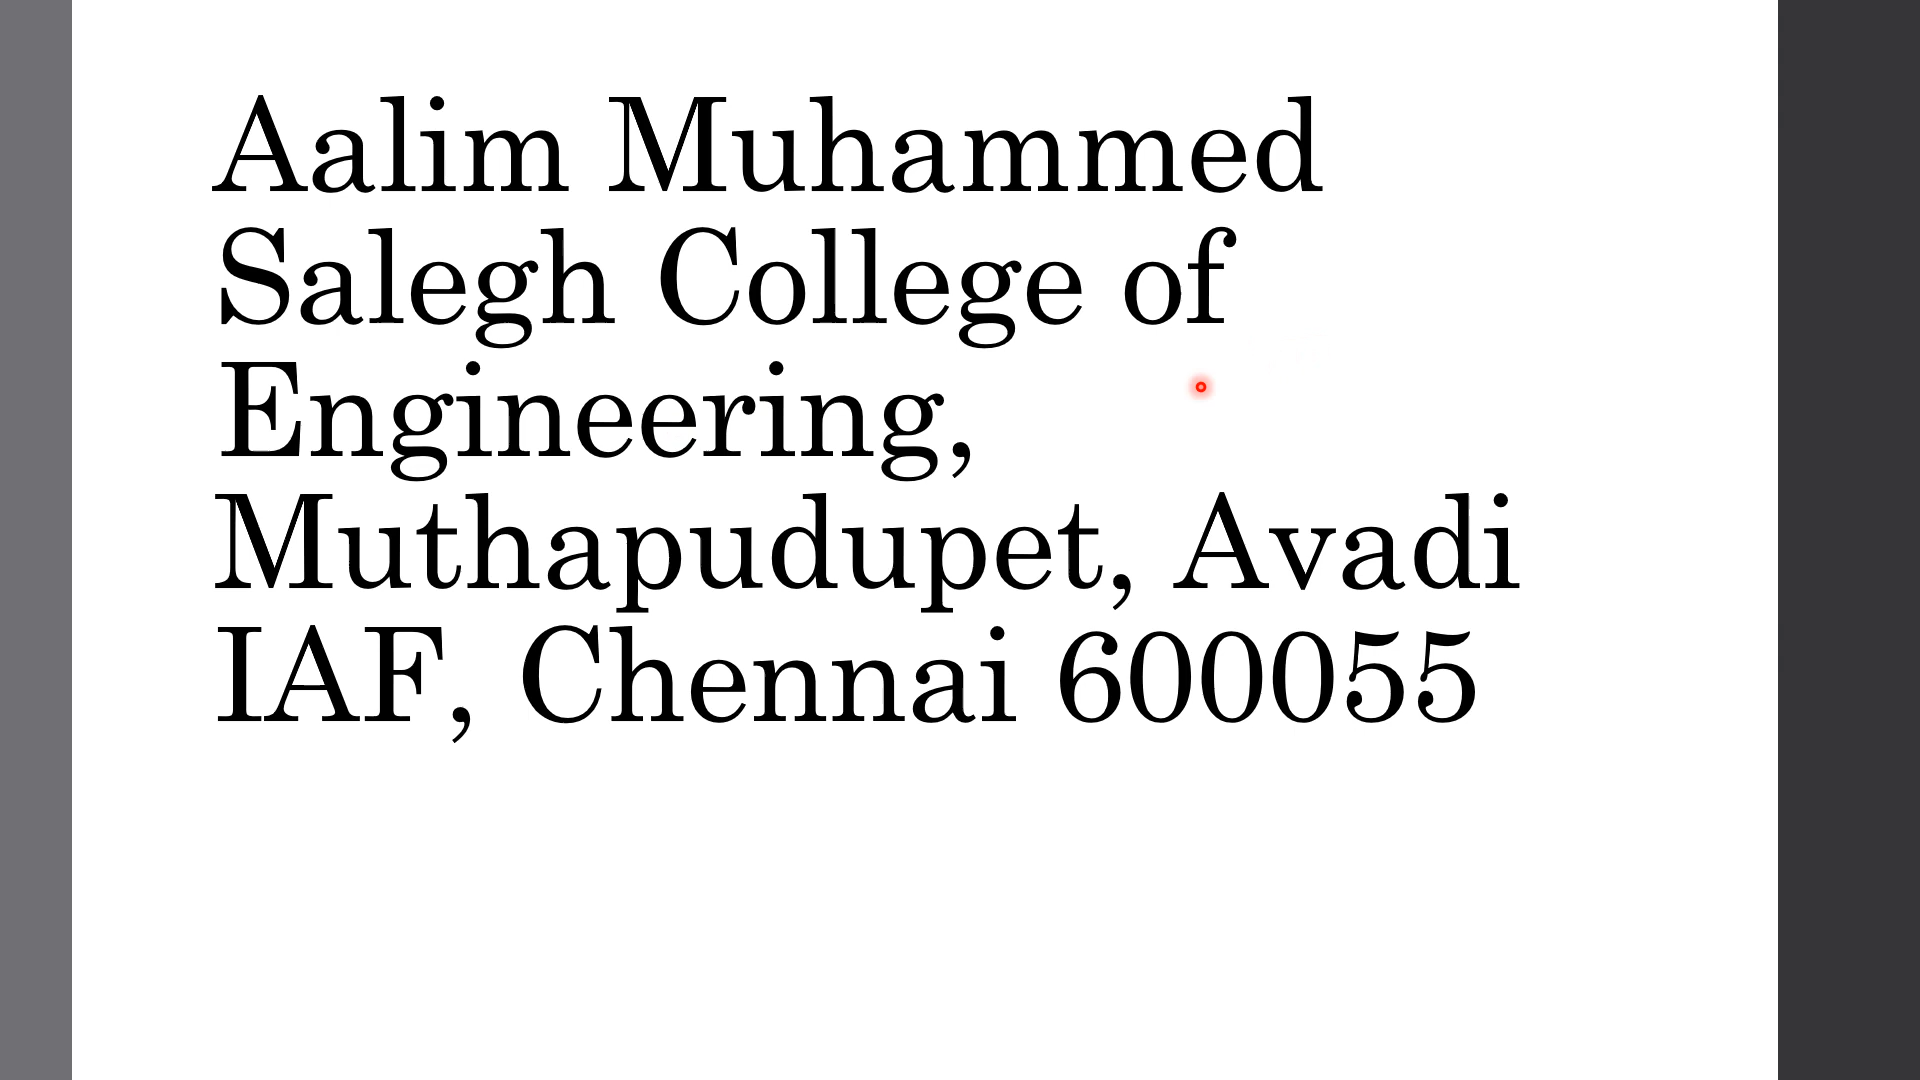 Aalim Muhammed
Salegh College of
Engineering,
Muthapudupet, Avadi
IAF, Chennai 600055